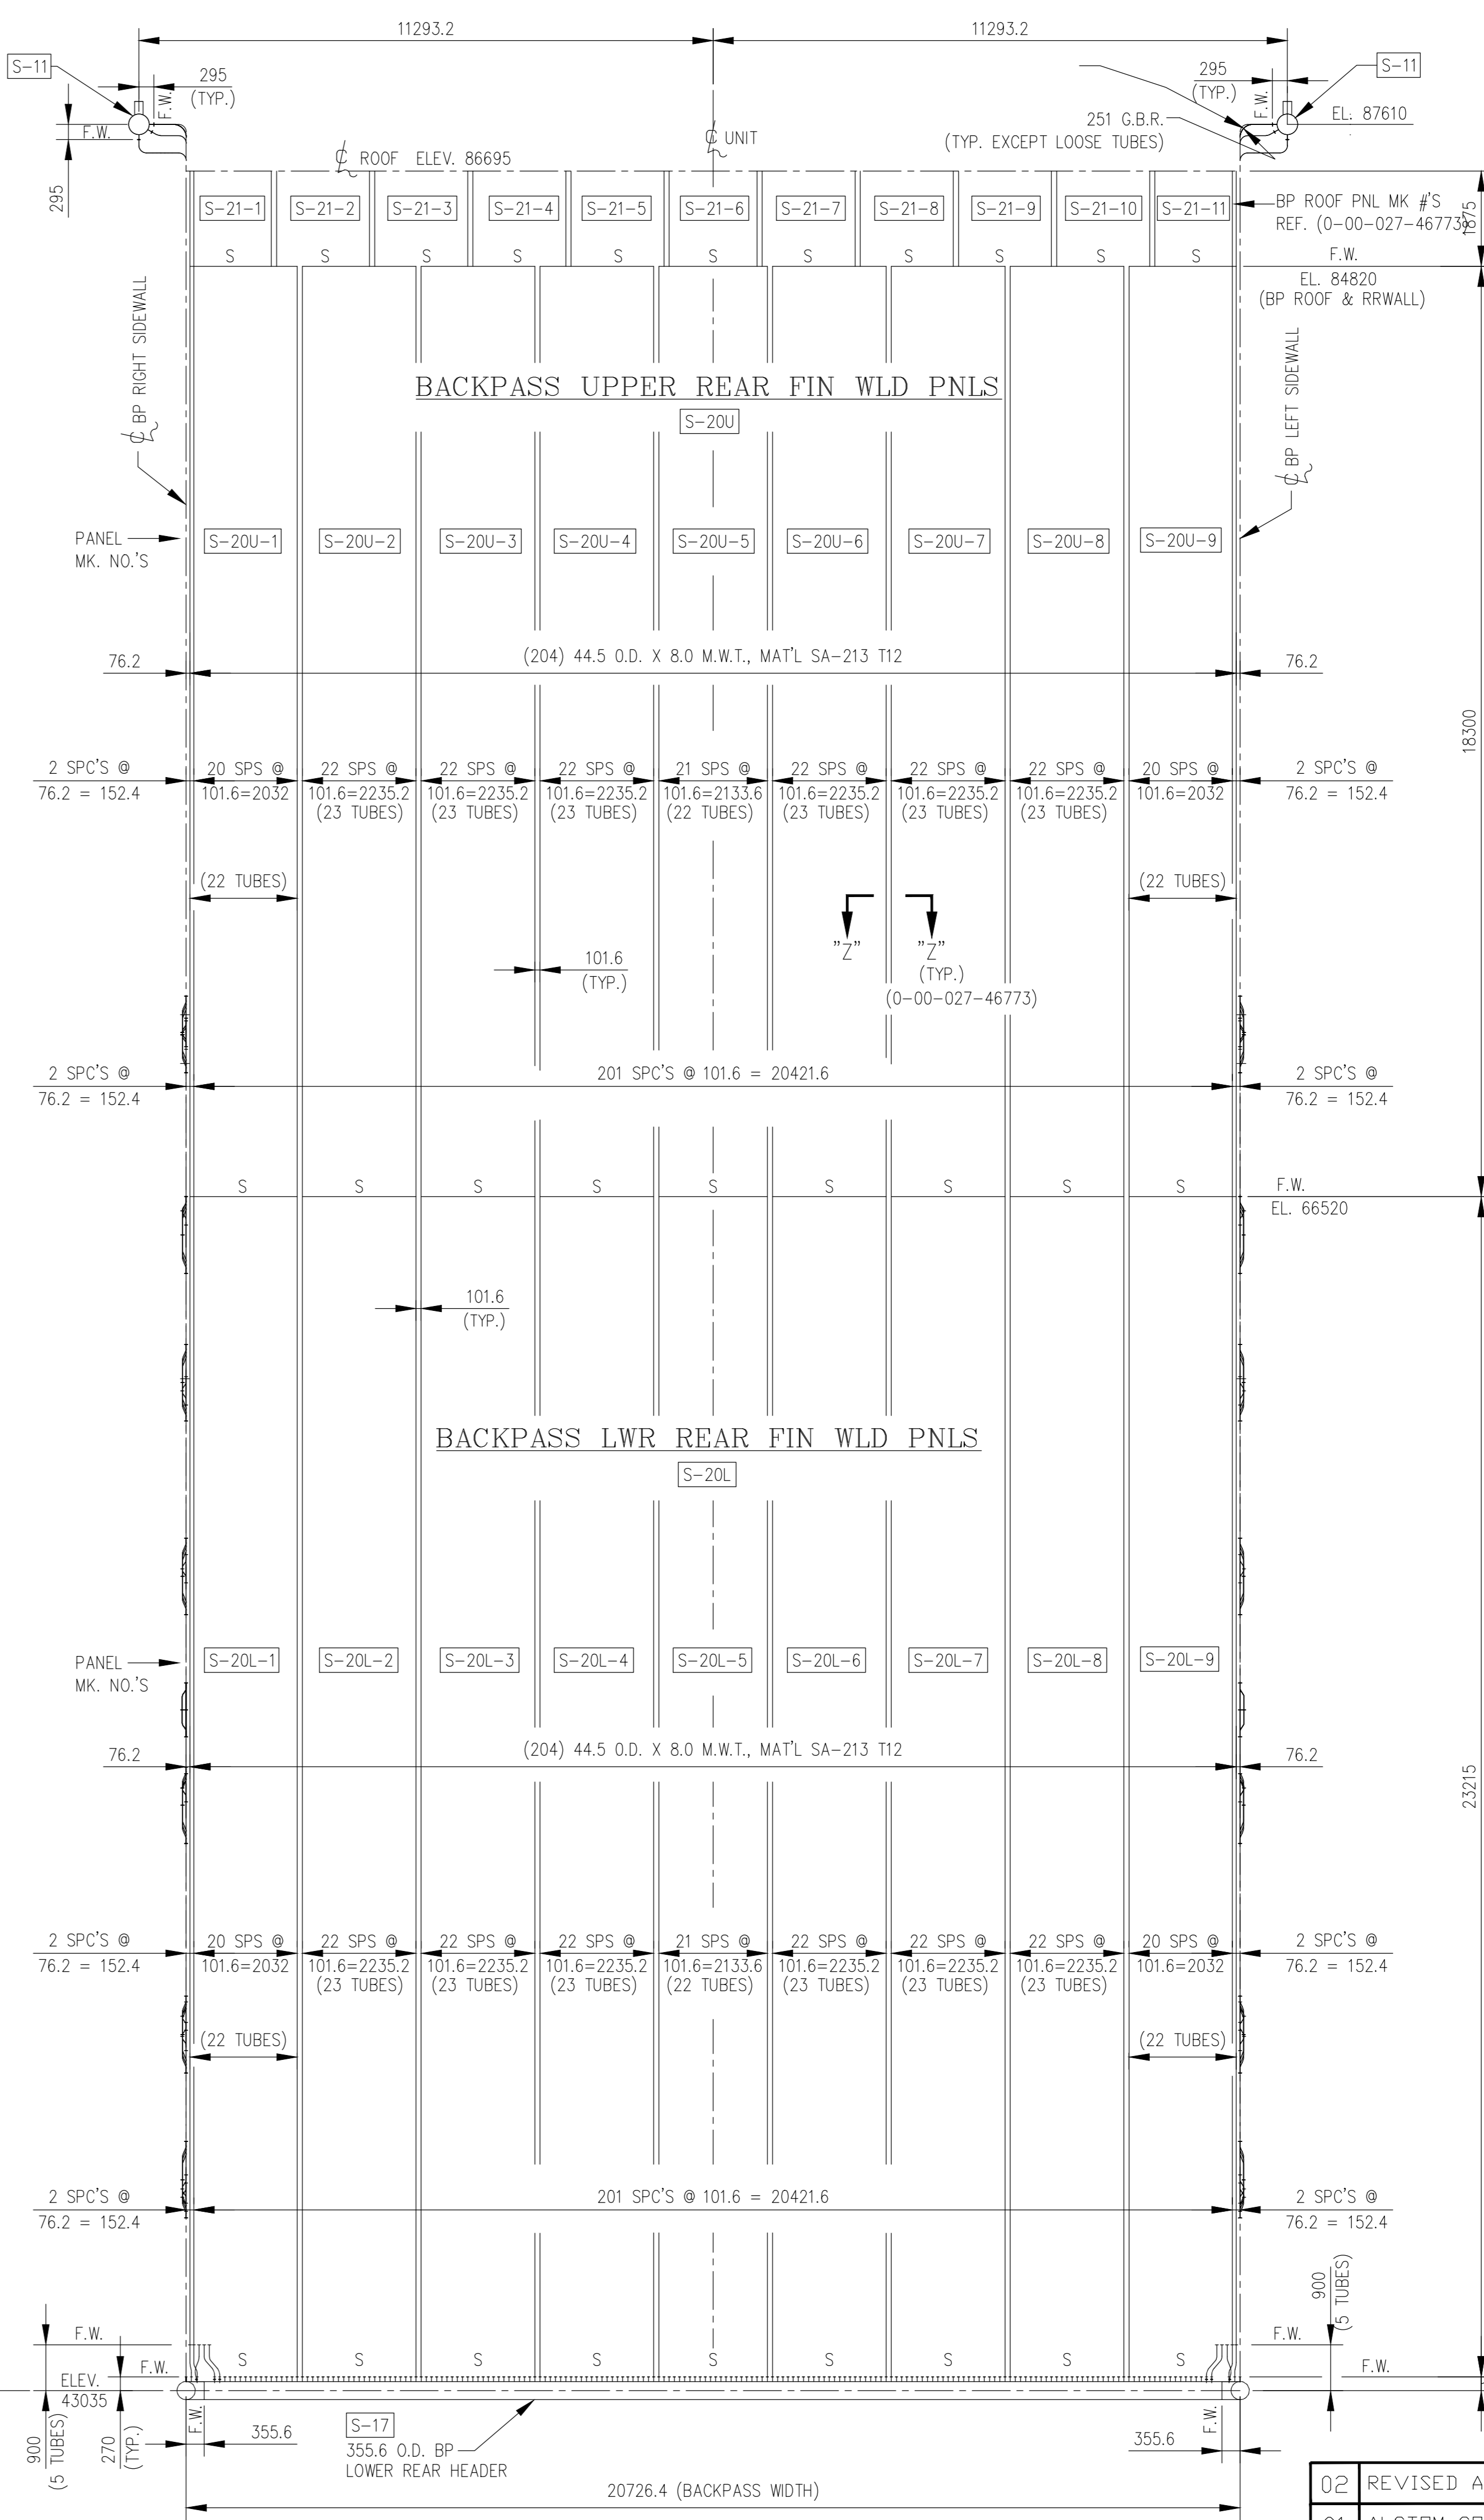 11293.2
11293.2
S-11
S-11
295
(TYP.)
F.W.
F.W.
295
295
(TYP.)
F.W.
EL. 87610
251 G.B.R.
(TYP. EXCEPT LOOSE TUBES)
℄ UNIT
℄ ROOF ELEV. 86695
S-21-1 S-21-2 S-21-3 S-21-4 S-21-5 S-21-6 S-21-7 S-21-8 S-21-9 S-21-10 S-21-11
BP ROOF PNL MK #'S
REF. (0-00-027-46773)
1875
S S S S S S S S S S S
F.W.
EL. 84820
(BP ROOF & RRWALL)
℄ BP RIGHT SIDEWALL
℄ BP LEFT SIDEWALL
BACKPASS UPPER REAR FIN WLD PNLS
S-20U
PANEL
MK. NO.'S
S-20U-1 S-20U-2 S-20U-3 S-20U-4 S-20U-5 S-20U-6 S-20U-7 S-20U-8 S-20U-9
76.2
(204) 44.5 O.D. X 8.0 M.W.T., MAT'L SA-213 T12
76.2
18300
2 SPC'S @ 20 SPS @ 22 SPS @ 22 SPS @ 22 SPS @ 21 SPS @ 22 SPS @ 22 SPS @ 22 SPS @ 20 SPS @ 2 SPC'S @
76.2 = 152.4 101.6=2032 101.6=2235.2 101.6=2235.2 101.6=2235.2 101.6=2133.6 101.6=2235.2 101.6=2235.2 101.6=2235.2 101.6=2032 76.2 = 152.4
(23 TUBES) (23 TUBES) (23 TUBES) (22 TUBES) (23 TUBES) (23 TUBES) (23 TUBES)
(22 TUBES)
(22 TUBES)
"Z" "Z"
(TYP.)
(0-00-027-46773)
101.6
(TYP.)
2 SPC'S @
76.2 = 152.4
201 SPC'S @ 101.6 = 20421.6
2 SPC'S @
76.2 = 152.4
S S S S S S S S S
F.W.
EL. 66520
101.6
(TYP.)
BACKPASS LWR REAR FIN WLD PNLS
S-20L
PANEL
MK. NO.'S
S-20L-1 S-20L-2 S-20L-3 S-20L-4 S-20L-5 S-20L-6 S-20L-7 S-20L-8 S-20L-9
76.2
(204) 44.5 O.D. X 8.0 M.W.T., MAT'L SA-213 T12
76.2
23215
2 SPC'S @ 20 SPS @ 22 SPS @ 22 SPS @ 22 SPS @ 21 SPS @ 22 SPS @ 22 SPS @ 22 SPS @ 20 SPS @ 2 SPC'S @
76.2 = 152.4 101.6=2032 101.6=2235.2 101.6=2235.2 101.6=2235.2 101.6=2133.6 101.6=2235.2 101.6=2235.2 101.6=2235.2 101.6=2032 76.2 = 152.4
(23 TUBES) (23 TUBES) (23 TUBES) (22 TUBES) (23 TUBES) (23 TUBES) (23 TUBES)
(22 TUBES)
(22 TUBES)
2 SPC'S @
76.2 = 152.4
201 SPC'S @ 101.6 = 20421.6
2 SPC'S @
76.2 = 152.4
900
(5 TUBES)
F.W.
F.W.
F.W.
F.W.
S S S S S S S S S
ELEV.
43035
900
(5 TUBES)
270
(TYP.)
F.W.
355.6
S-17
355.6 O.D. BP
LOWER REAR HEADER
355.6
F.W.
20726.4 (BACKPASS WIDTH)
02 REVISED A